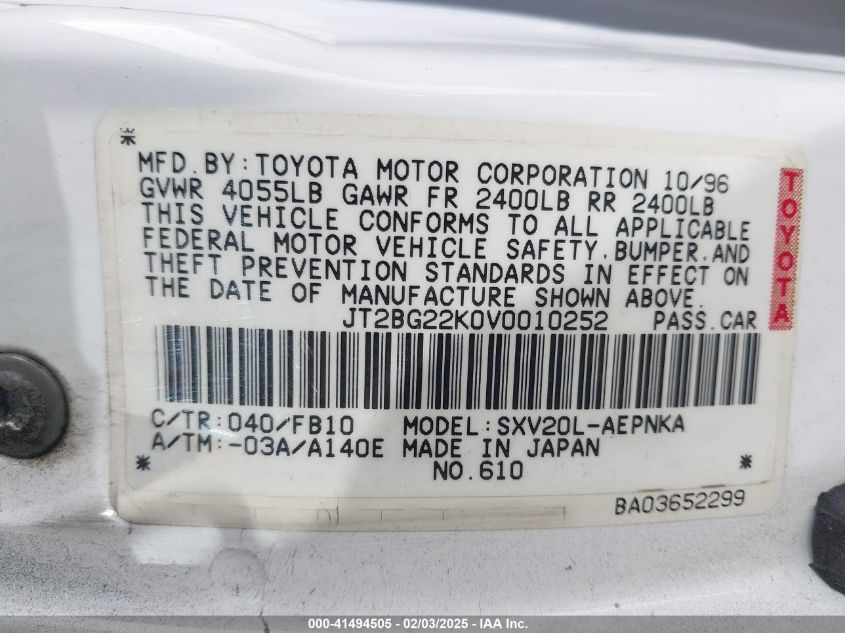 MFD.BY:TOYOTA MOTOR CORPORATION 10/96
GVWR 4055LB GAWR FR 2400LB RR 2400LB
THIS VEHICLE CONFORMS TO ALL APPLICABLE
FEDERAL MOTOR VEHICLE SAFETY,BUMPER,AND
THEFT PREVENTION STANDARDS IN EFFECT ON
THE DATE OF MANUFACTURE SHOWN ABOVE.
JT2BG22K0V0010252 PASS.CAR
C/TR:040/FB10 MODEL:SXV20L-AEPNKA
A/TM:-03A/A140E MADE IN JAPAN
NO.610
BA03652299
TOYOTA
000-41494505 - 02/03/2025 - IAA Inc.